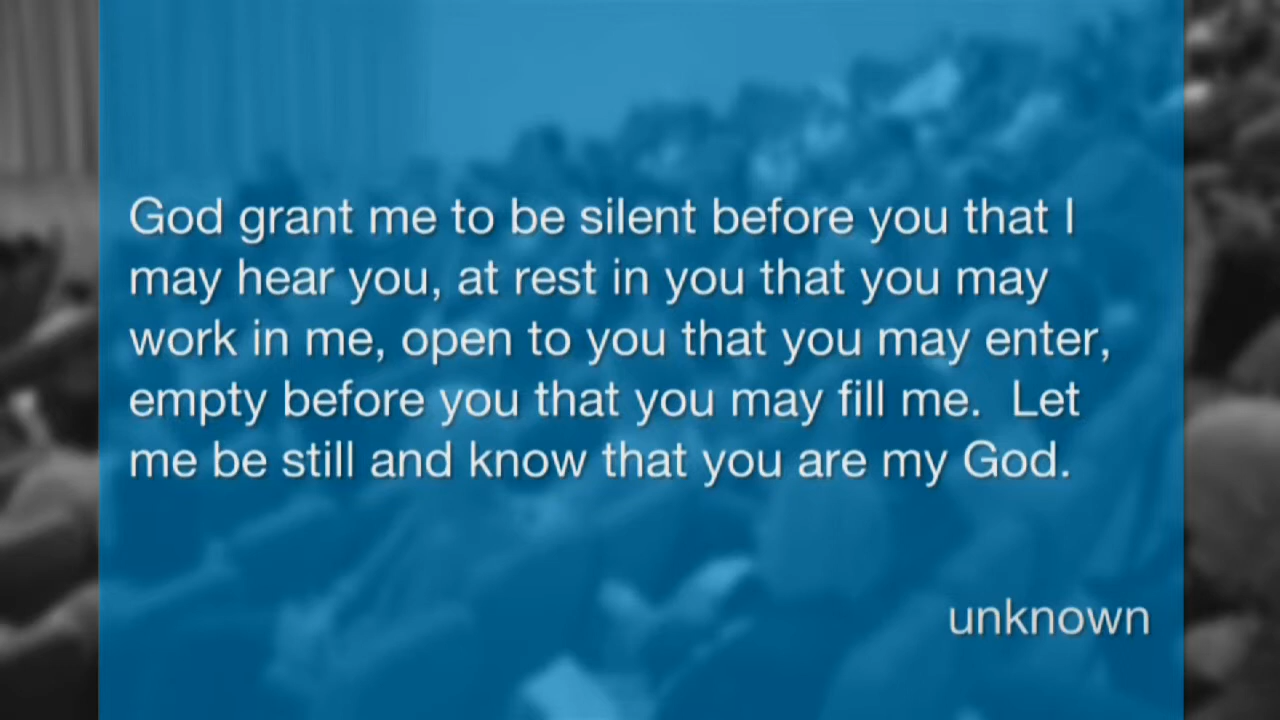 God grant me to be silent before you that I
may hear you, at rest in you that you may
work in me, open to you that you may enter,
empty before you that you may fill me.  Let
me be still and know that you are my God.
unknown